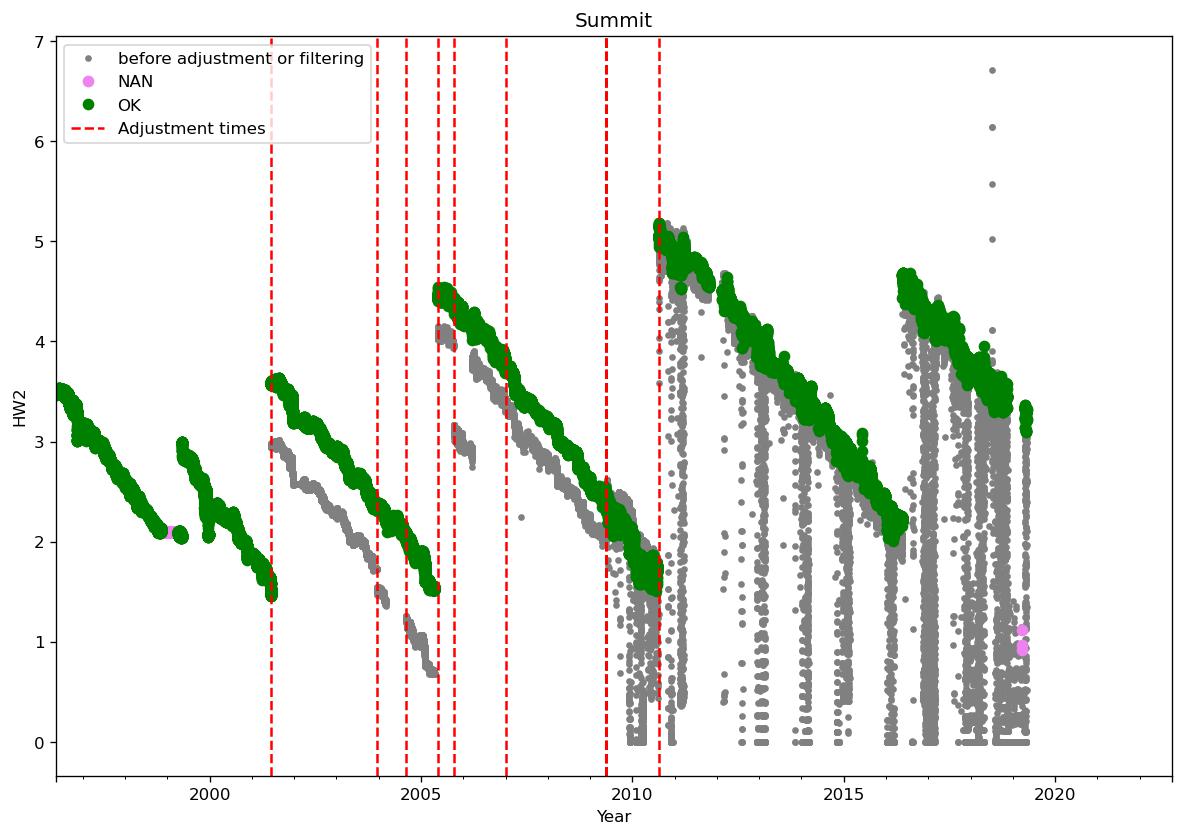 Summit
before adjustment or filtering
NAN
OK
Adjustment times
7
6
5
4
3
2
1
0
HW2
2000 2005 2010 2015 2020
Year